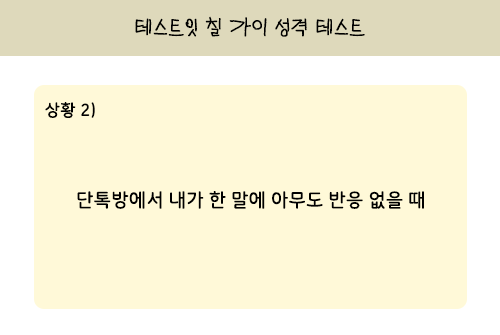 테스트잇 칠 가이 성격 테스트
상황 2)
단톡방에서 내가 한 말에 아무도 반응 없을 때